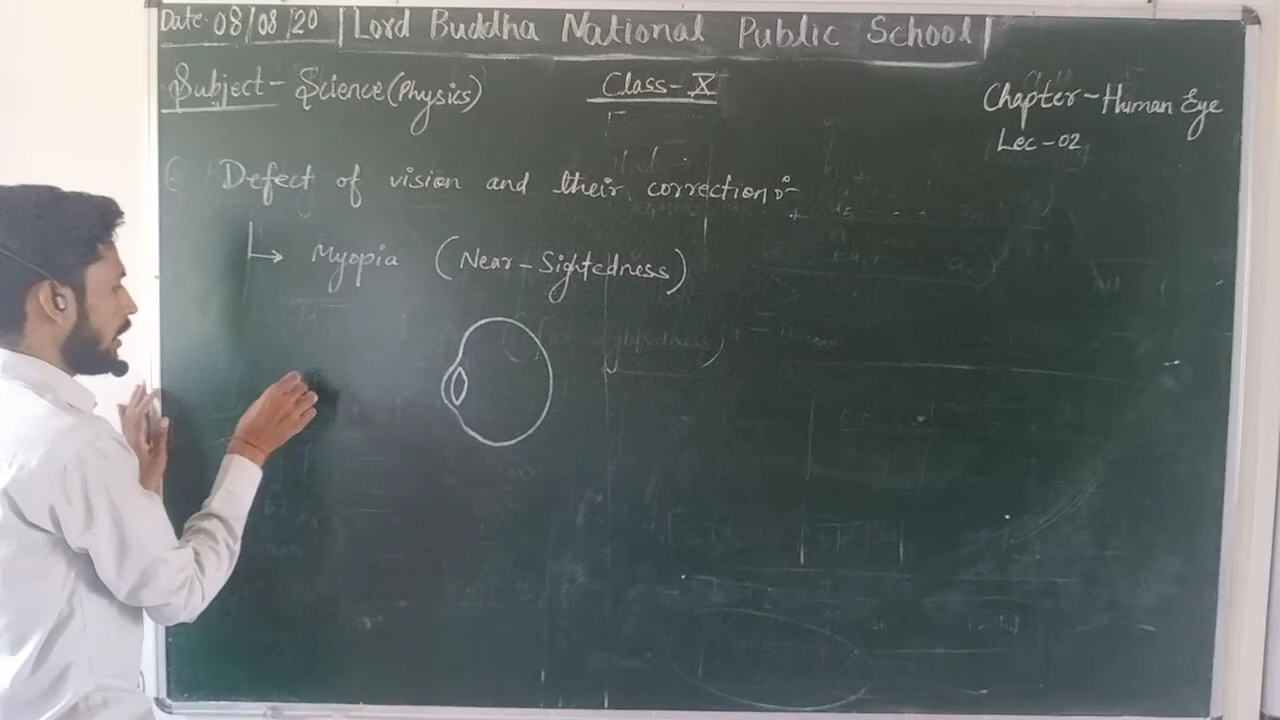 Date. 08/08/20 | Lord Buddha National Public School |
Subject - Science (Physics) Class - X Chapter - Human Eye
Lec - 02
Defect of vision and their correction :-
Myopia (Near - Sightedness)